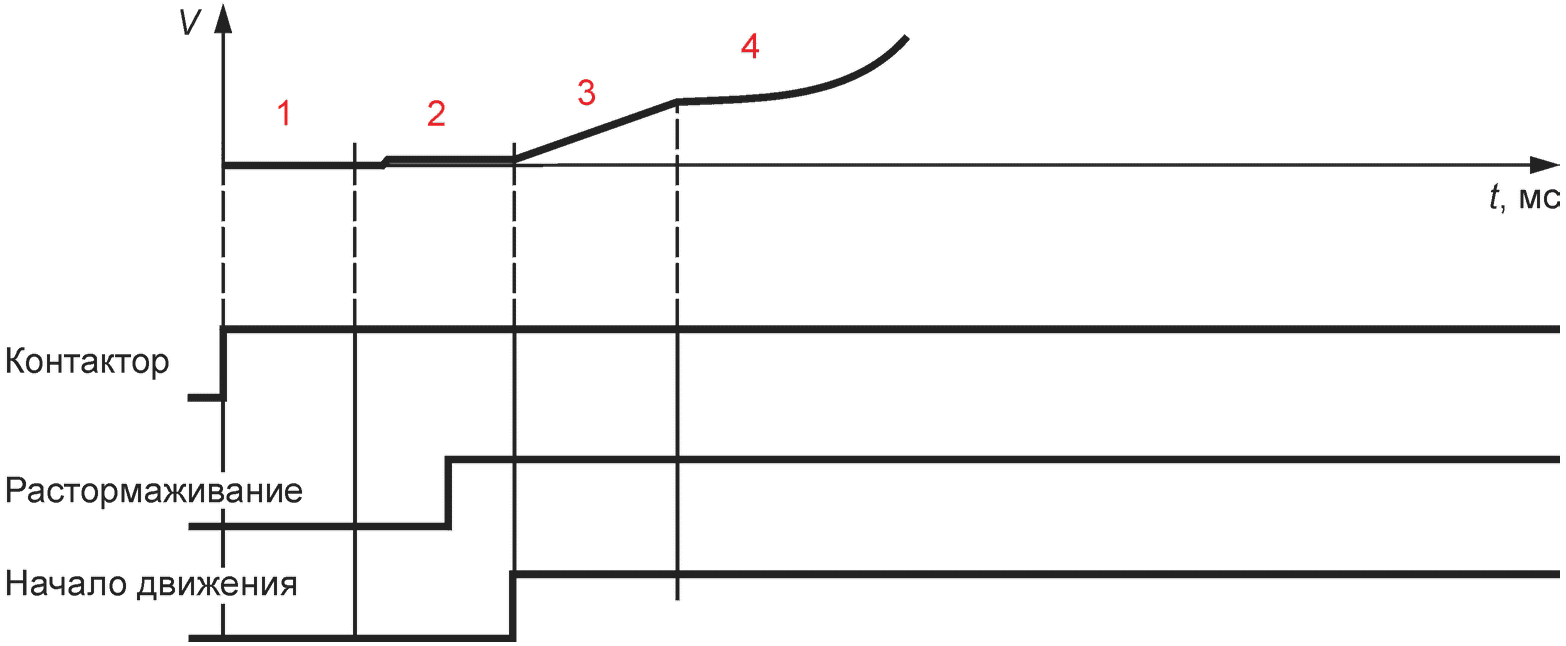 V
1
2
3
4
t, мс
Контактор
Растормаживание
Начало движения